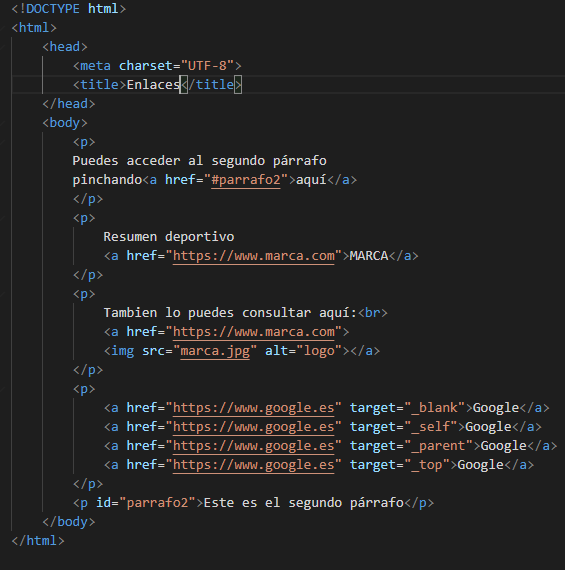 <!DOCTYPE html>
<html>
    <head>
        <meta charset="UTF-8">
        <title>Enlaces</title>
    </head>
    <body>
        <p>
        Puedes acceder al segundo párrafo
        pinchando<a href="#parrafo2">aquí</a>
        </p>
        <p>
            Resumen deportivo
            <a href="https://www.marca.com">MARCA</a>
        </p>
        <p>
            Tambien lo puedes consultar aquí:<br>
            <a href="https://www.marca.com">
            <img src="marca.jpg" alt="logo"></a>
        </p>
        <p>
            <a href="https://www.google.es" target="_blank">Google</a>
            <a href="https://www.google.es" target="_self">Google</a>
            <a href="https://www.google.es" target="_parent">Google</a>
            <a href="https://www.google.es" target="_top">Google</a>
        </p>
        <p id="parrafo2">Este es el segundo párrafo</p>
    </body>
</html>